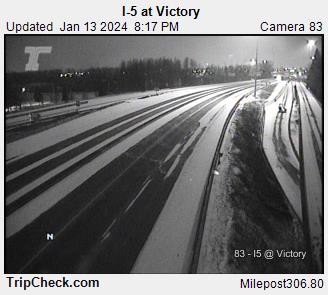 I-5 at Victory
Updated Jan 13 2024 8:17 PM Camera 83
N
83 - I5 @ Victory
TripCheck.com Milepost306.80